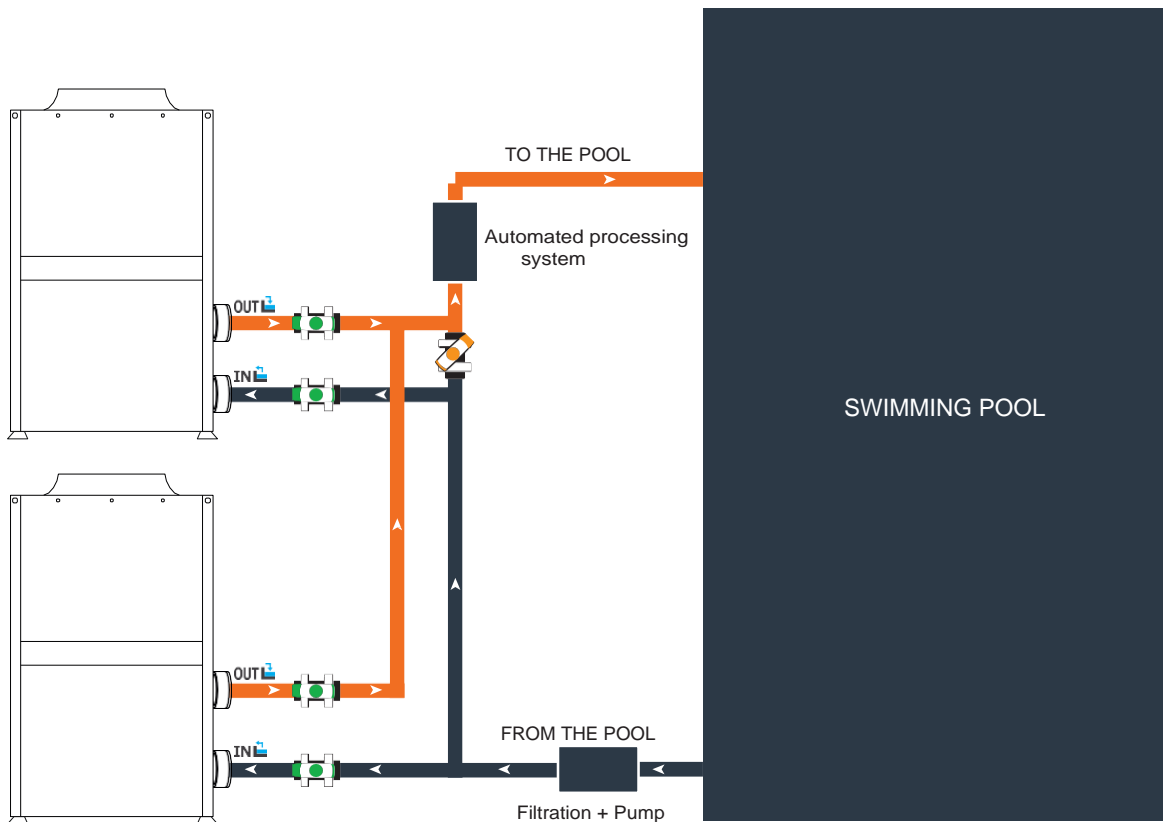 TO THE POOL
Automated processing
system
OUT
IN
SWIMMING POOL
OUT
IN
FROM THE POOL
Filtration + Pump